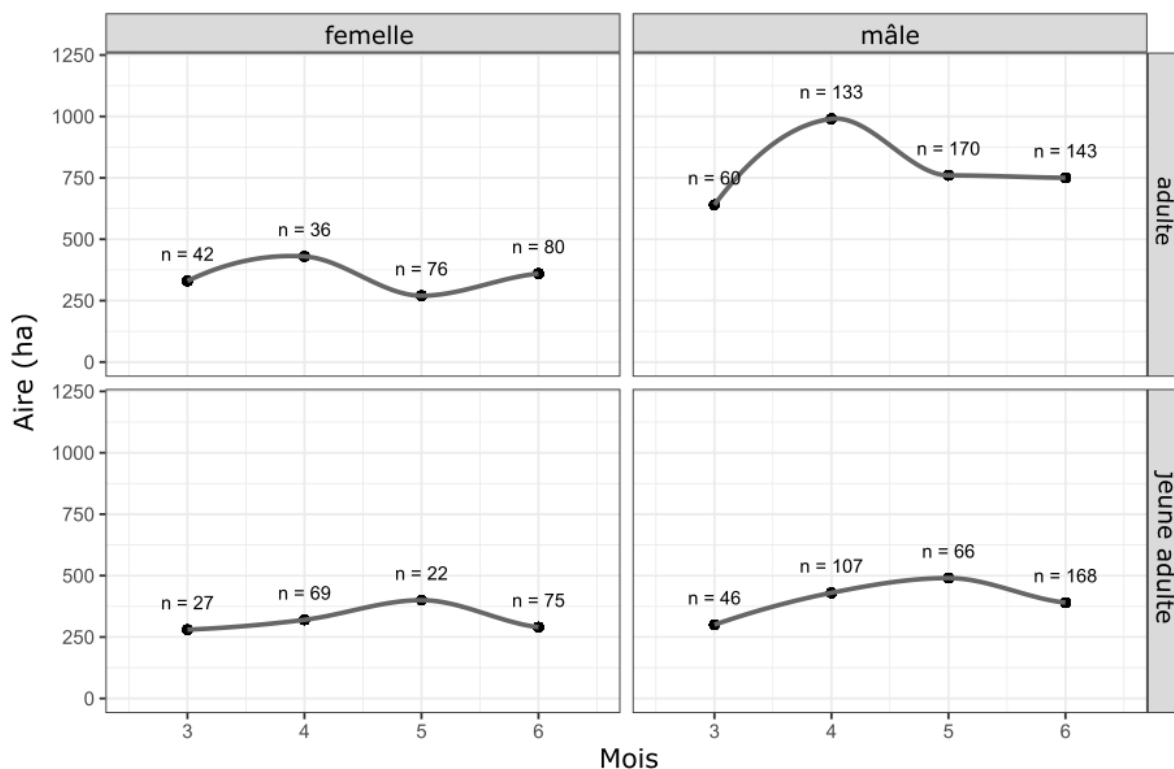 femelle
mâle
1250
1000
750
500
250
0
n = 42
n = 36
n = 76
n = 80
n = 60
n = 133
n = 170
n = 143
adulte
Aire (ha)
1250
1000
750
500
250
0
n = 27
n = 69
n = 22
n = 75
n = 46
n = 107
n = 66
n = 168
Jeune adulte
3 4 5 6
3 4 5 6
Mois